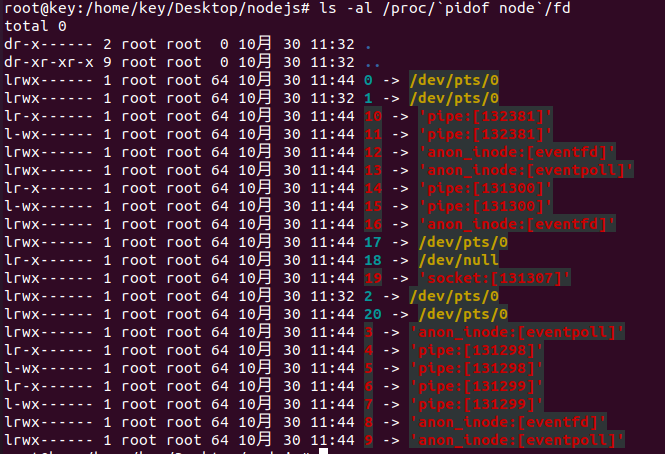 root@key:/home/key/Desktop/nodejs# ls -al /proc/`pidof node`/fd
total 0
dr-x------ 2 root root  0 10月 30 11:32 .
dr-xr-xr-x 9 root root  0 10月 30 11:32 ..
lrwx------ 1 root root 64 10月 30 11:44 0 -> /dev/pts/0
lrwx------ 1 root root 64 10月 30 11:32 1 -> /dev/pts/0
lr-x------ 1 root root 64 10月 30 11:44 10 -> 'pipe:[132381]'
l-wx------ 1 root root 64 10月 30 11:44 11 -> 'pipe:[132381]'
lrwx------ 1 root root 64 10月 30 11:44 12 -> 'anon_inode:[eventfd]'
lrwx------ 1 root root 64 10月 30 11:44 13 -> 'anon_inode:[eventpoll]'
lr-x------ 1 root root 64 10月 30 11:44 14 -> 'pipe:[131300]'
l-wx------ 1 root root 64 10月 30 11:44 15 -> 'pipe:[131300]'
lrwx------ 1 root root 64 10月 30 11:44 16 -> 'anon_inode:[eventfd]'
lrwx------ 1 root root 64 10月 30 11:44 17 -> /dev/pts/0
lr-x------ 1 root root 64 10月 30 11:44 18 -> /dev/null
lrwx------ 1 root root 64 10月 30 11:44 19 -> 'socket:[131307]'
lrwx------ 1 root root 64 10月 30 11:32 2 -> /dev/pts/0
lrwx------ 1 root root 64 10月 30 11:44 20 -> /dev/pts/0
lrwx------ 1 root root 64 10月 30 11:44 3 -> 'anon_inode:[eventpoll]'
lr-x------ 1 root root 64 10月 30 11:44 4 -> 'pipe:[131298]'
l-wx------ 1 root root 64 10月 30 11:44 5 -> 'pipe:[131298]'
lr-x------ 1 root root 64 10月 30 11:44 6 -> 'pipe:[131299]'
l-wx------ 1 root root 64 10月 30 11:44 7 -> 'pipe:[131299]'
lrwx------ 1 root root 64 10月 30 11:44 8 -> 'anon_inode:[eventfd]'
lrwx------ 1 root root 64 10月 30 11:44 9 -> 'anon_inode:[eventpoll]'